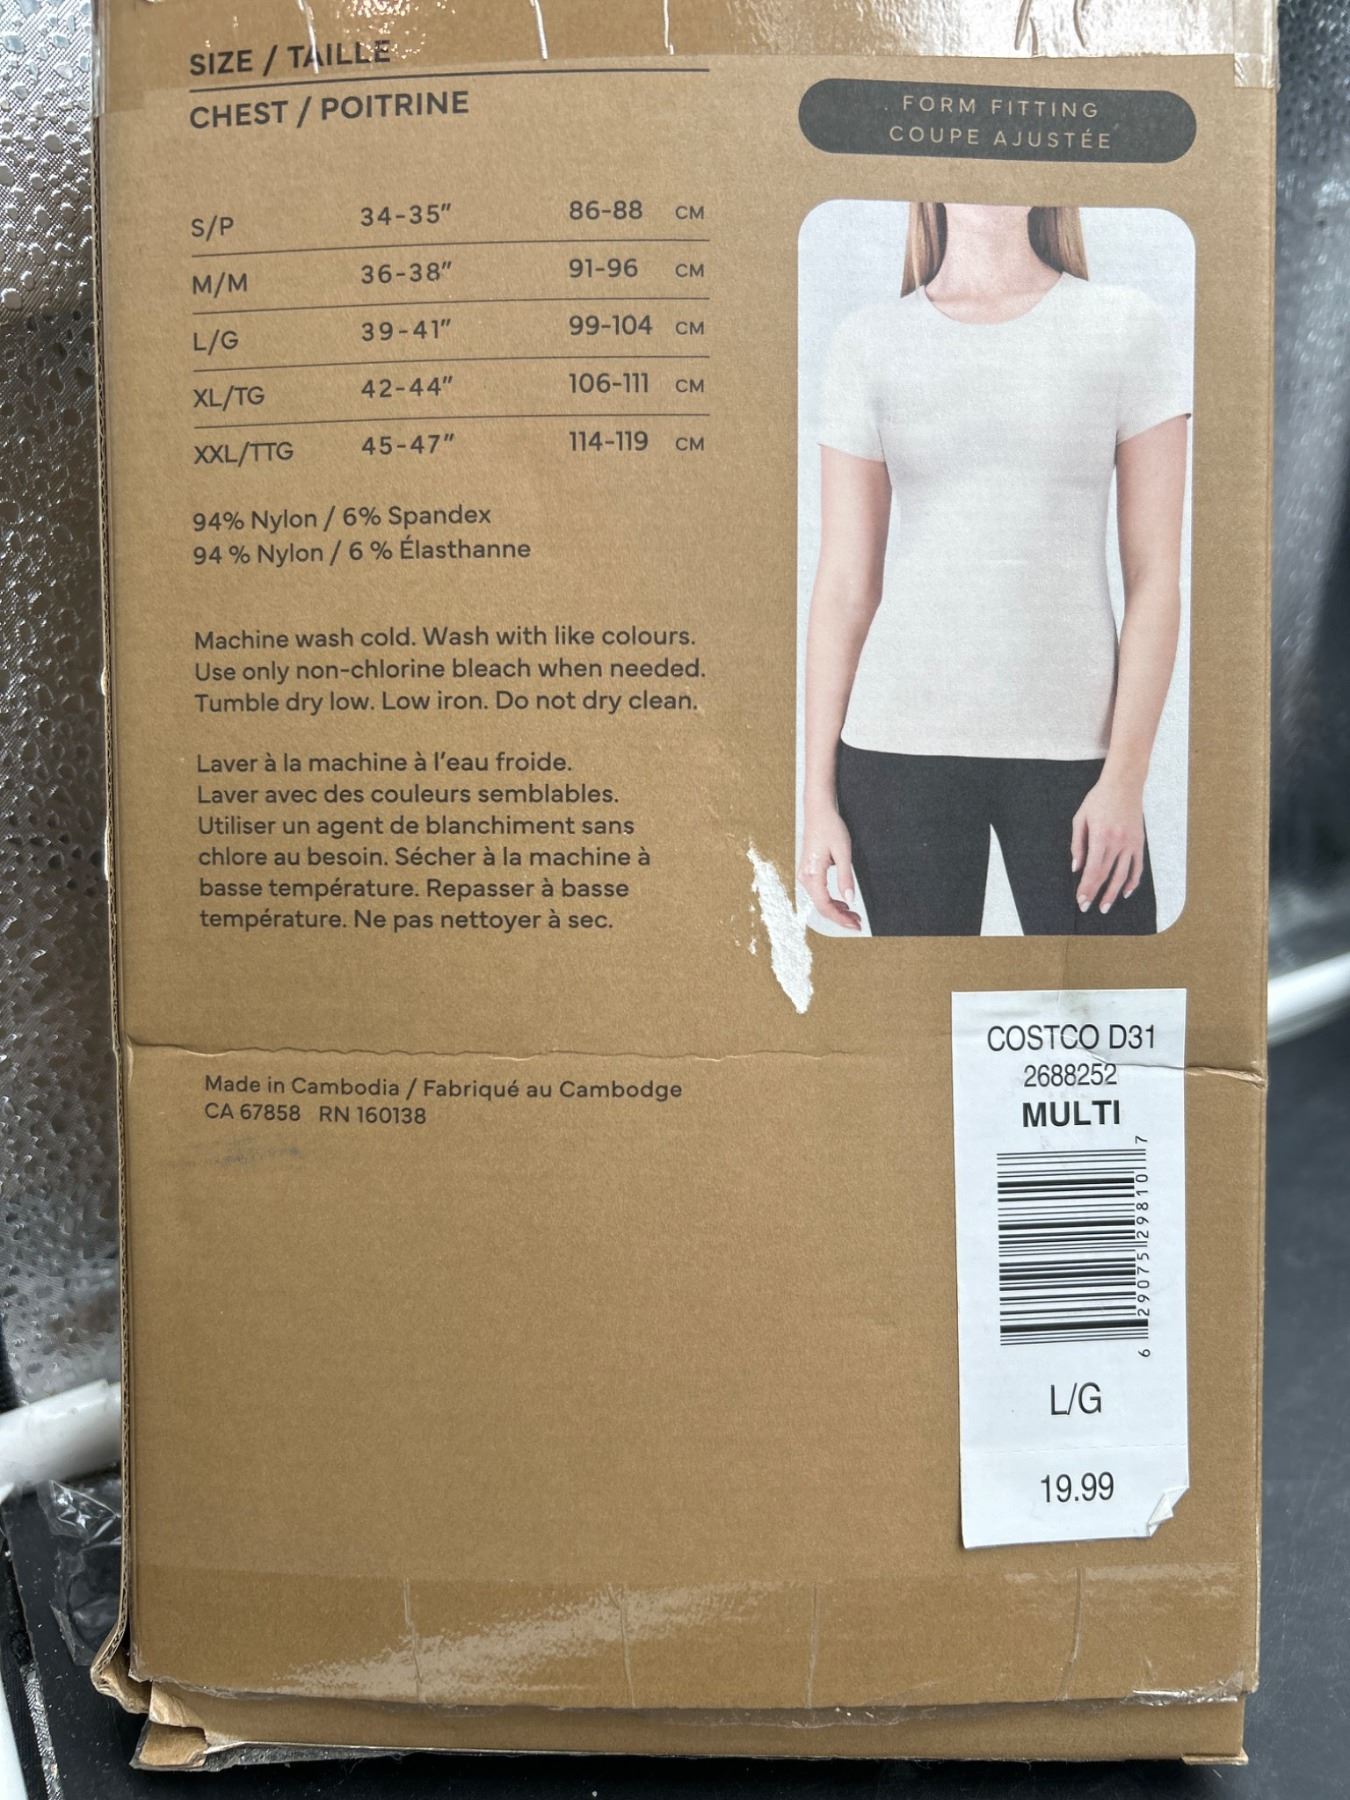 SIZE / TAILLE
CHEST / POITRINE
S/P 34-35" 86-88 CM
M/M 36-38" 91-96 CM
L/G 39-41" 99-104 CM
XL/TG 42-44" 106-111 CM
XXL/TTG 45-47" 114-119 CM
94% Nylon / 6% Spandex
94 % Nylon / 6 % Élasthanne
Machine wash cold. Wash with like colours.
Use only non-chlorine bleach when needed.
Tumble dry low. Low iron. Do not dry clean.
Laver à la machine à l'eau froide.
Laver avec des couleurs semblables.
Utiliser un agent de blanchiment sans
chlore au besoin. Sécher à la machine à
basse température. Repasser à basse
température. Ne pas nettoyer à sec.
Made in Cambodia / Fabriqué au Cambodge
CA 67858 RN 160138
FORM FITTING
COUPE AJUSTÉE
COSTCO D31
2688252
MULTI
6 29075 29810 7
L/G
19.99